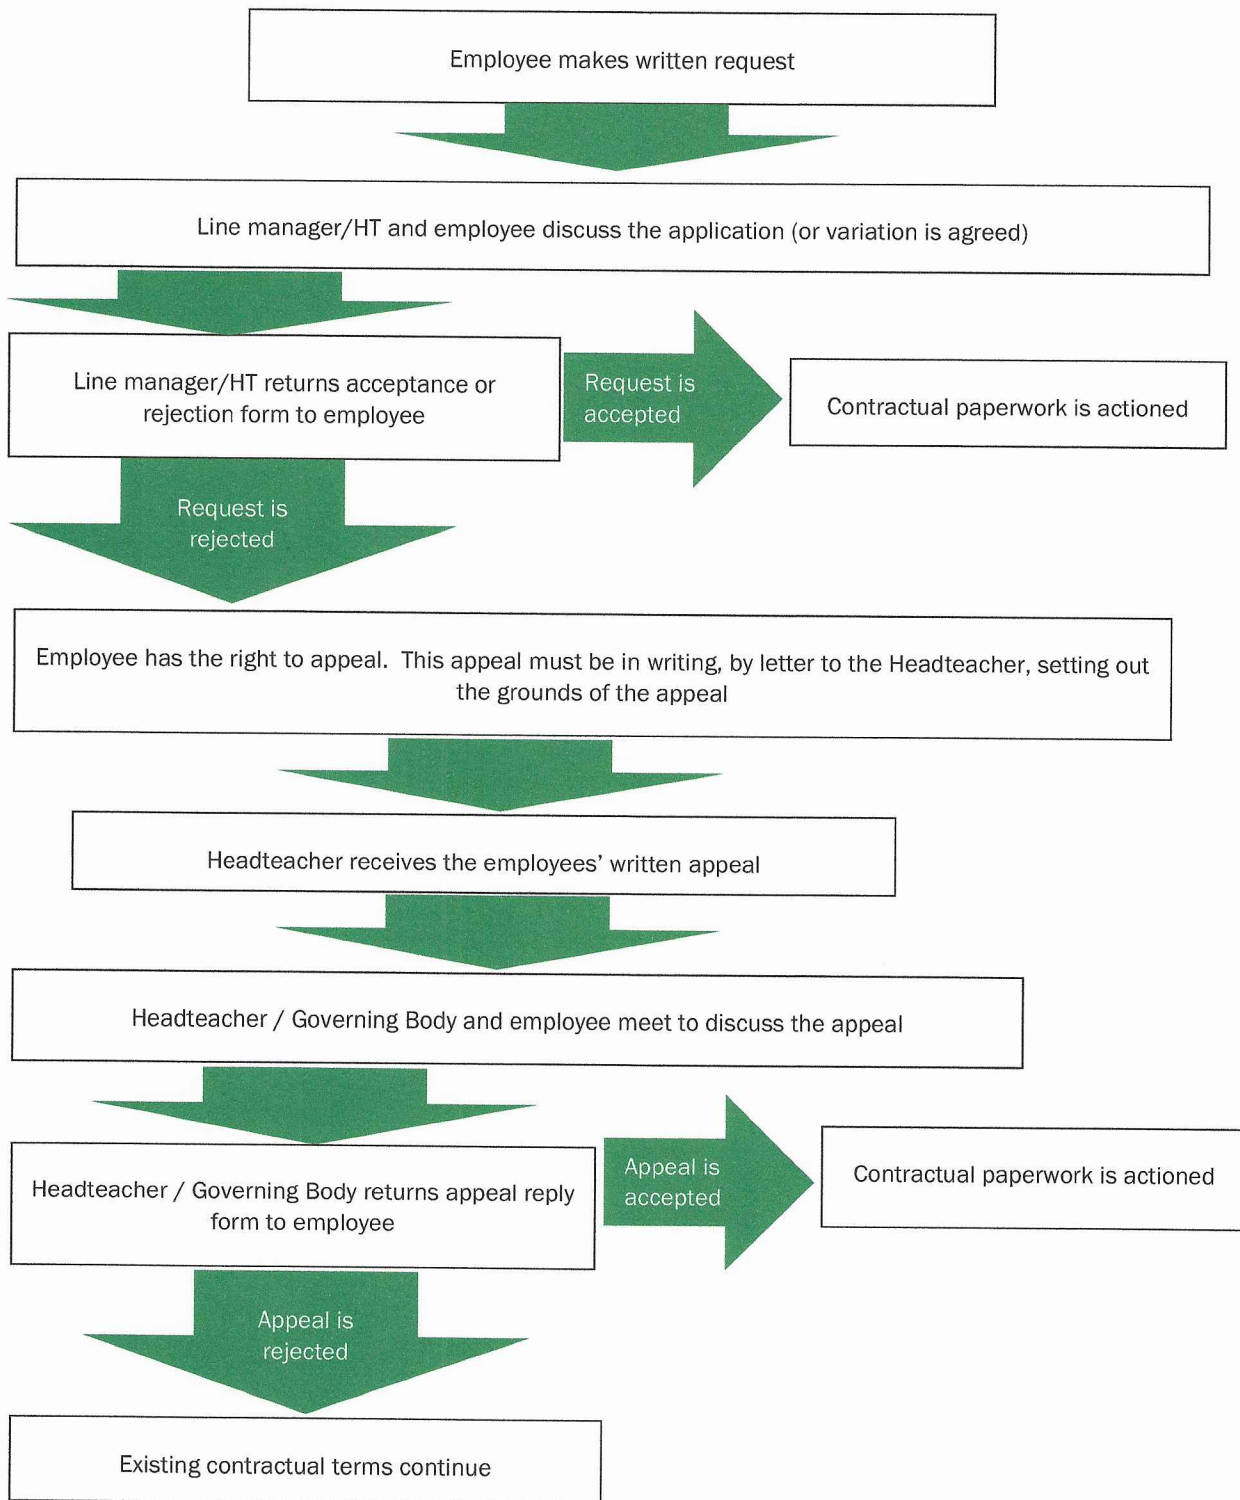 Employee makes written request
Line manager/HT and employee discuss the application (or variation is agreed)
Line manager/HT returns acceptance or
rejection form to employee
Request is
accepted
Contractual paperwork is actioned
Request is
rejected
Employee has the right to appeal.  This appeal must be in writing, by letter to the Headteacher, setting out
the grounds of the appeal
Headteacher receives the employees’ written appeal
Headteacher / Governing Body and employee meet to discuss the appeal
Headteacher / Governing Body returns appeal reply
form to employee
Appeal is
accepted
Contractual paperwork is actioned
Appeal is
rejected
Existing contractual terms continue